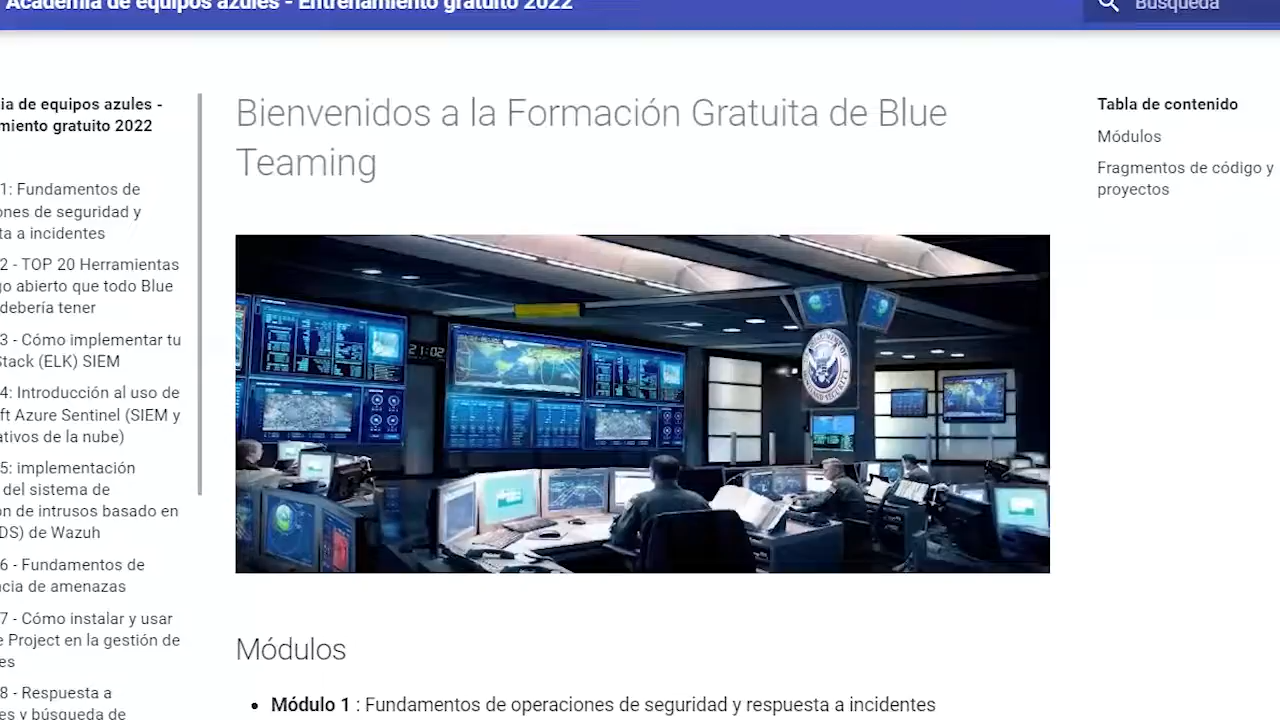 Academia de equipos azules - Entrenamiento gratuito 2022
Búsqueda
ia de equipos azules -
miento gratuito 2022
1: Fundamentos de
ones de seguridad y
ta a incidentes
2 - TOP 20 Herramientas
go abierto que todo Blue
debería tener
3 - Cómo implementar tu
Stack (ELK) SIEM
4: Introducción al uso de
ft Azure Sentinel (SIEM y
ativos de la nube)
5: implementación
del sistema de
ón de intrusos basado en
DS) de Wazuh
6 - Fundamentos de
ncia de amenazas
7 - Cómo instalar y usar
e Project en la gestión de
es
8 - Respuesta a
es y búsqueda de
Bienvenidos a la Formación Gratuita de Blue
Teaming
21:02
Módulos
Módulo 1 : Fundamentos de operaciones de seguridad y respuesta a incidentes
Tabla de contenido
Módulos
Fragmentos de código y
proyectos